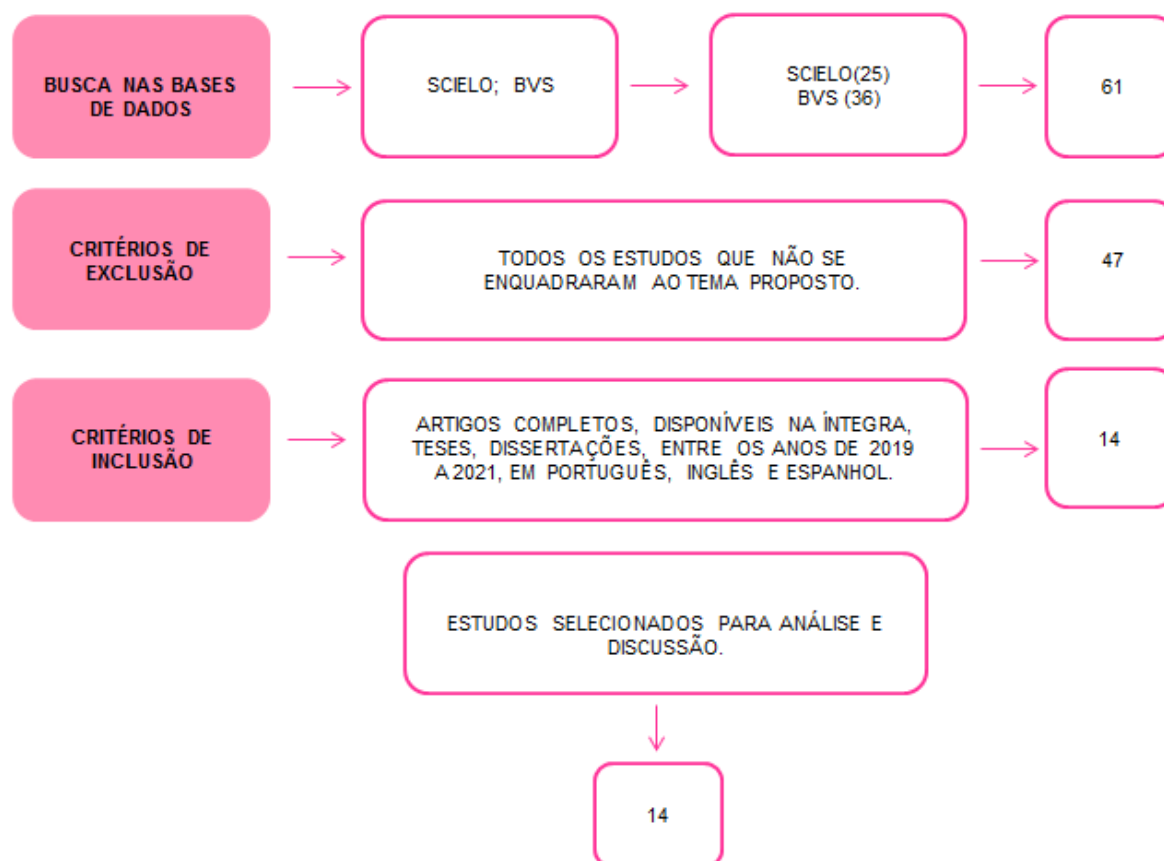 BUSCA NAS BASES
DE DADOS
SCIELO; BVS
SCIELO(25)
BVS (36)
61
CRITÉRIOS DE
EXCLUSÃO
TODOS OS ESTUDOS QUE NÃO SE
ENQUADRARAM AO TEMA PROPOSTO.
47
CRITÉRIOS DE
INCLUSÃO
ARTIGOS COMPLETOS, DISPONÍVEIS NA ÍNTEGRA,
TESES, DISSERTAÇÕES, ENTRE OS ANOS DE 2019
A 2021, EM PORTUGUÊS, INGLÊS E ESPANHOL.
14
ESTUDOS SELECIONADOS PARA ANÁLISE E
DISCUSSÃO.
14